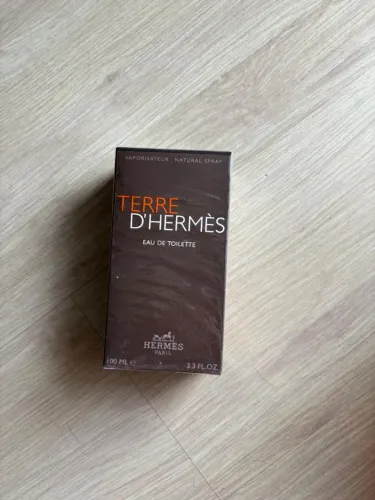 VAPORISATEUR NATURAL SPRAY
TERRE
D'HERMÈS
EAU DE TOILETTE
HERMÈS
PARIS
100 ML ℮ 3.3 FL.OZ